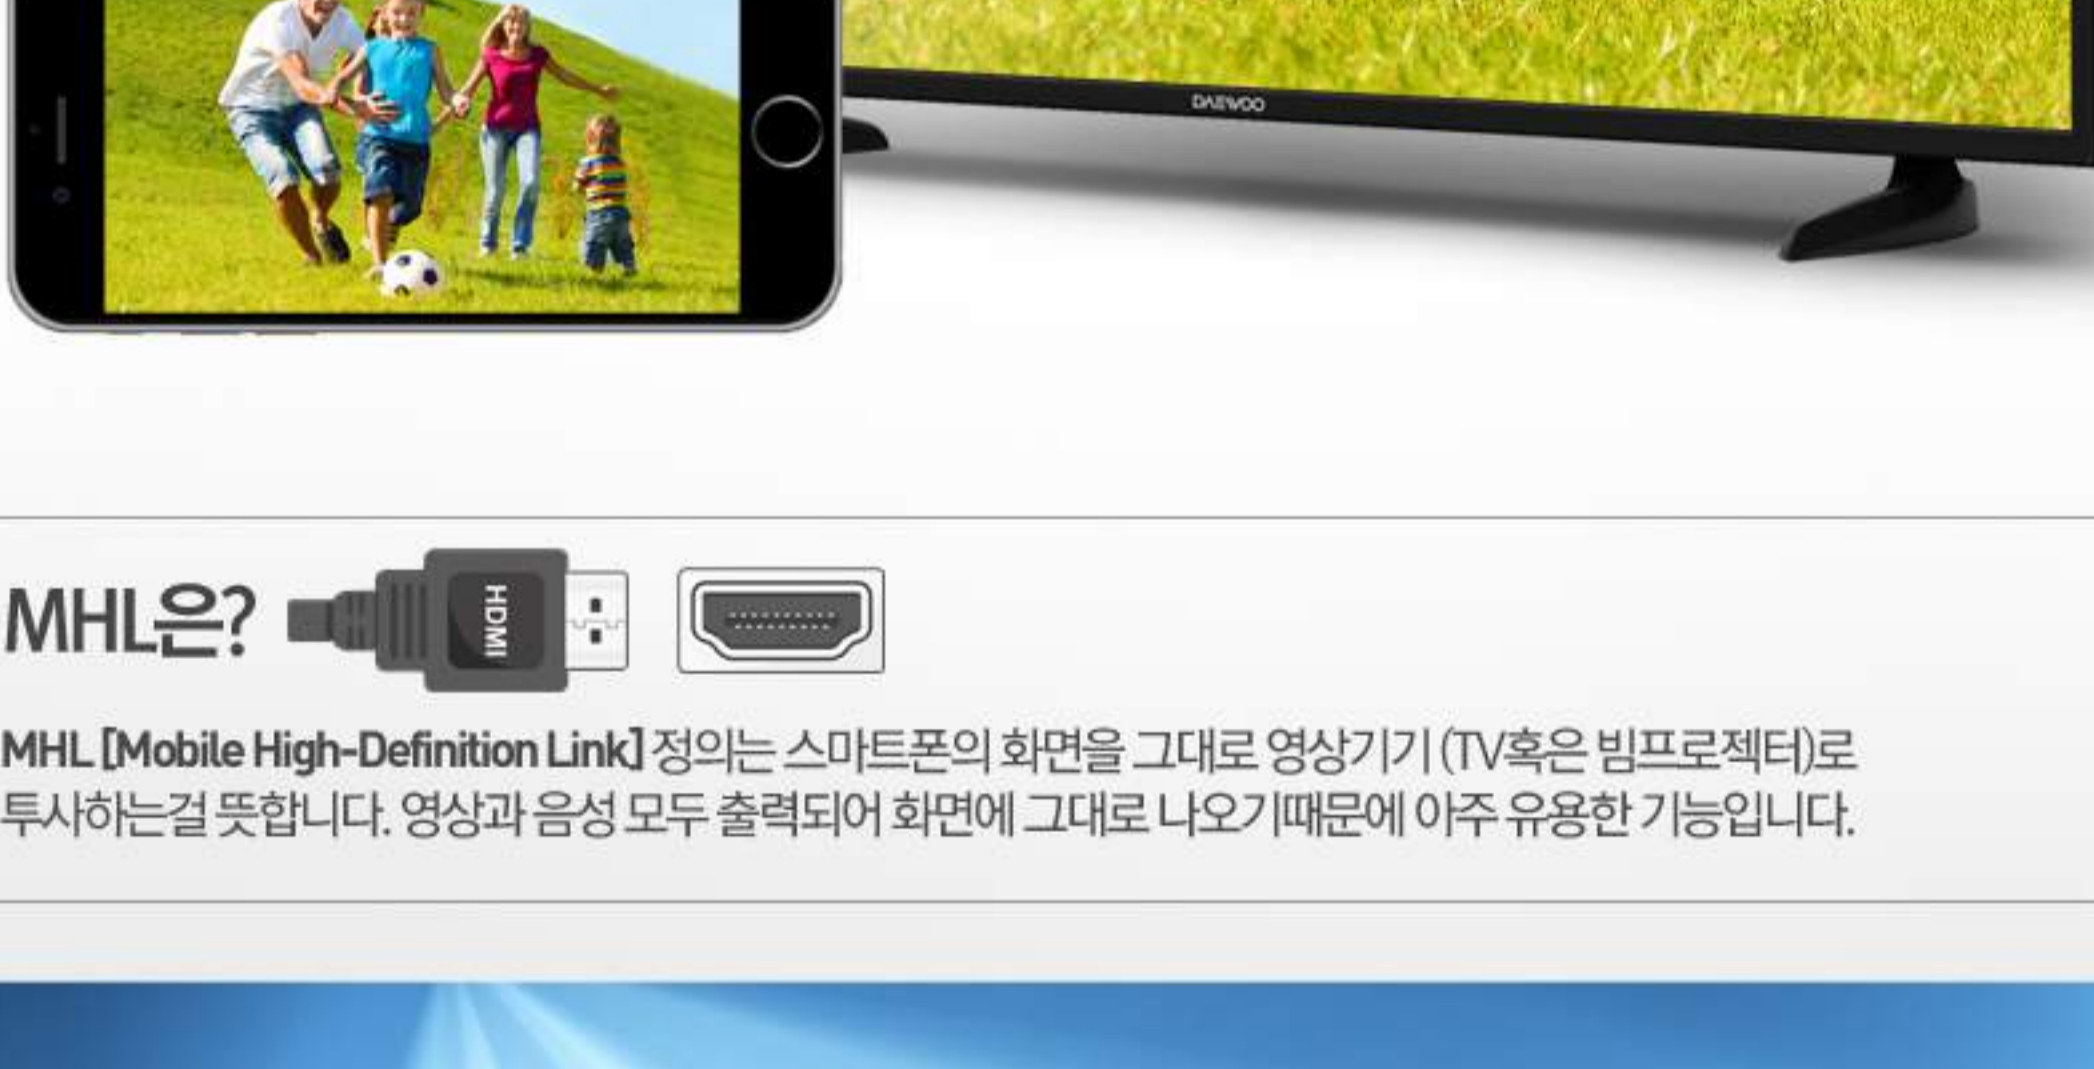 DAEWOO
MHL은?
HDMI
MHL [Mobile High-Definition Link] 정의는 스마트폰의 화면을 그대로 영상기기 (TV혹은 빔프로젝터)로
투사하는걸 뜻합니다. 영상과 음성 모두 출력되어 화면에 그대로 나오기때문에 아주 유용한 기능입니다.